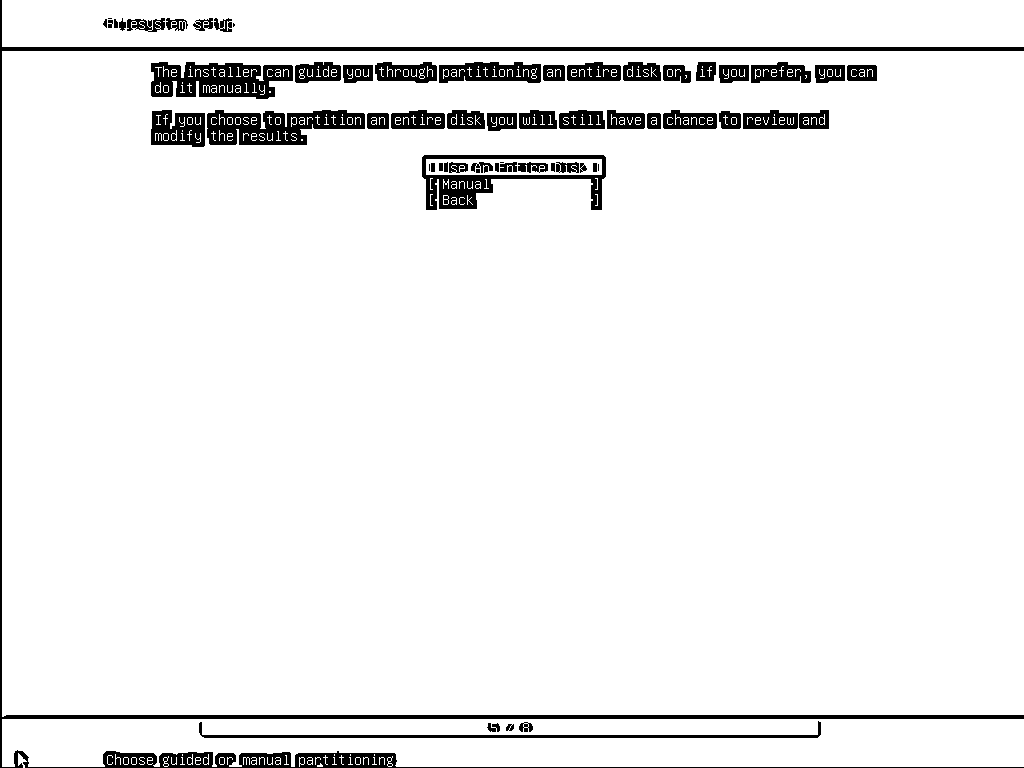 Filesystem setup
The installer can guide you through partitioning an entire disk or, if you prefer, you can
do it manually.
If you choose to partition an entire disk you will still have a chance to review and
modify the results.
[ Use An Entire Disk ]
[ Manual ]
[ Back ]
5 / 8
Choose guided or manual partitioning